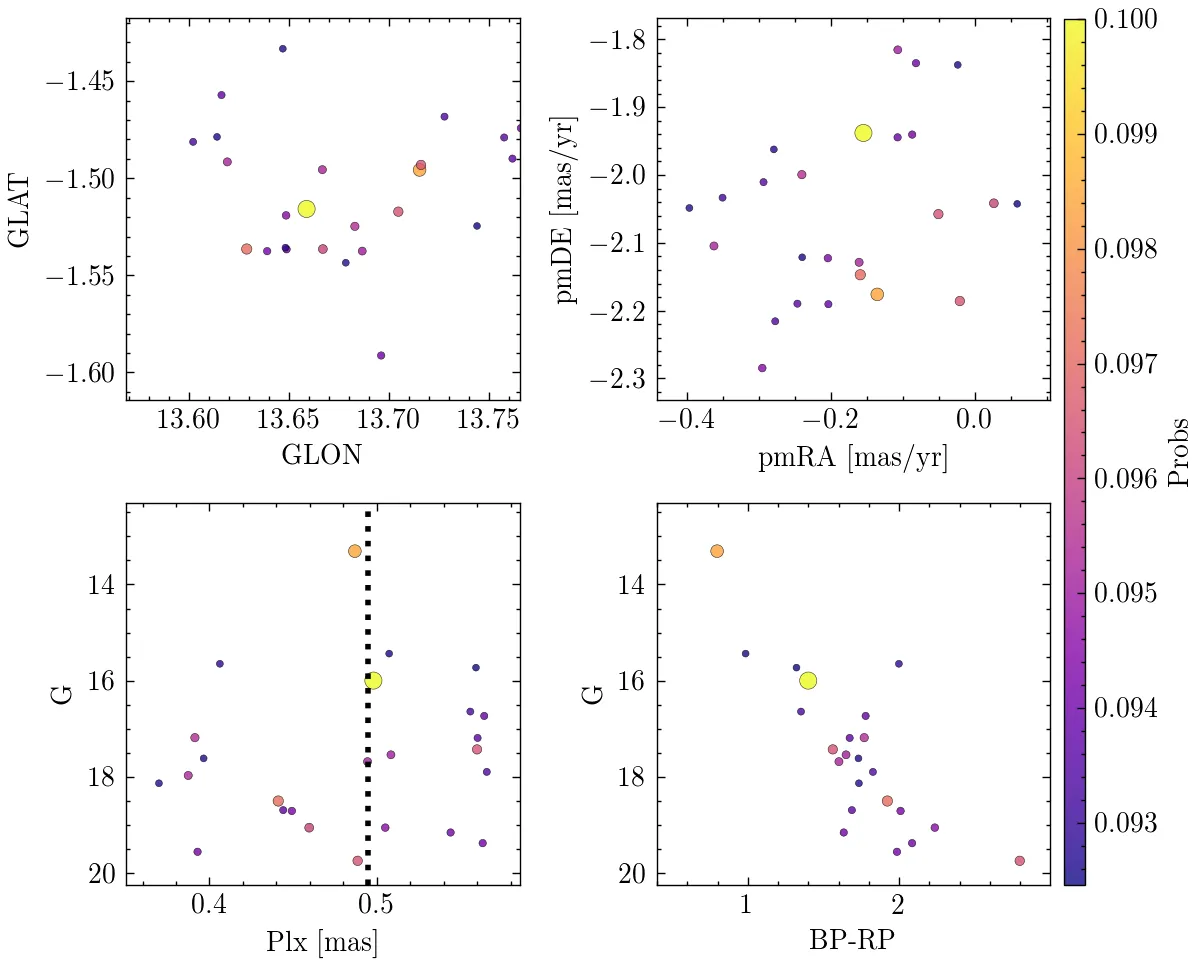 −1.45
−1.50
−1.55
−1.60
GLAT
13.60 13.65 13.70 13.75
GLON
−1.8
−1.9
−2.0
−2.1
−2.2
−2.3
pmDE [mas/yr]
−0.4 −0.2 0.0
pmRA [mas/yr]
14
16
18
20
G
0.4 0.5
Plx [mas]
14
16
18
20
G
1 2
BP-RP
0.100
0.099
0.098
0.097
0.096
0.095
0.094
0.093
Probs